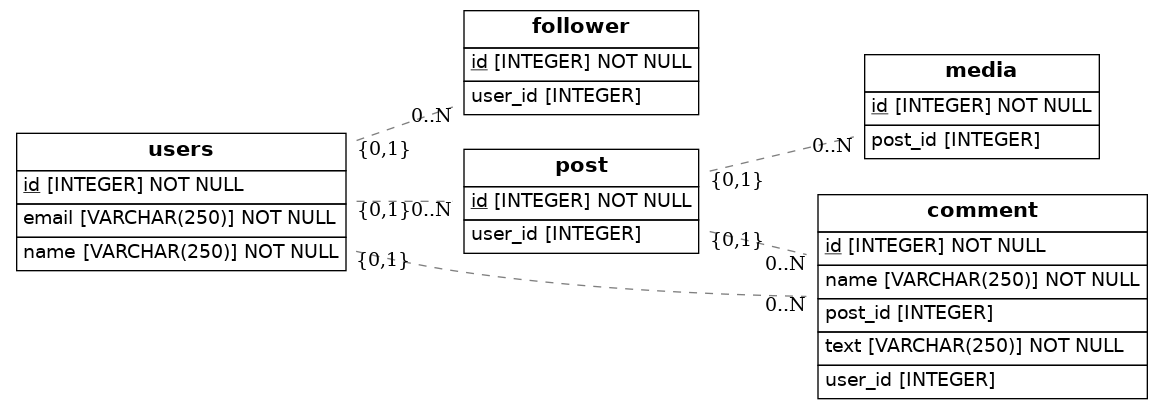 follower
id [INTEGER] NOT NULL
user_id [INTEGER]
media
id [INTEGER] NOT NULL
post_id [INTEGER]
users
id [INTEGER] NOT NULL
email [VARCHAR(250)] NOT NULL
name [VARCHAR(250)] NOT NULL
post
id [INTEGER] NOT NULL
user_id [INTEGER]
comment
id [INTEGER] NOT NULL
name [VARCHAR(250)] NOT NULL
post_id [INTEGER]
text [VARCHAR(250)] NOT NULL
user_id [INTEGER]
0..N
{0,1}
{0,1}0..N
{0,1}
0..N
0..N
{0,1}
{0,1}
0..N